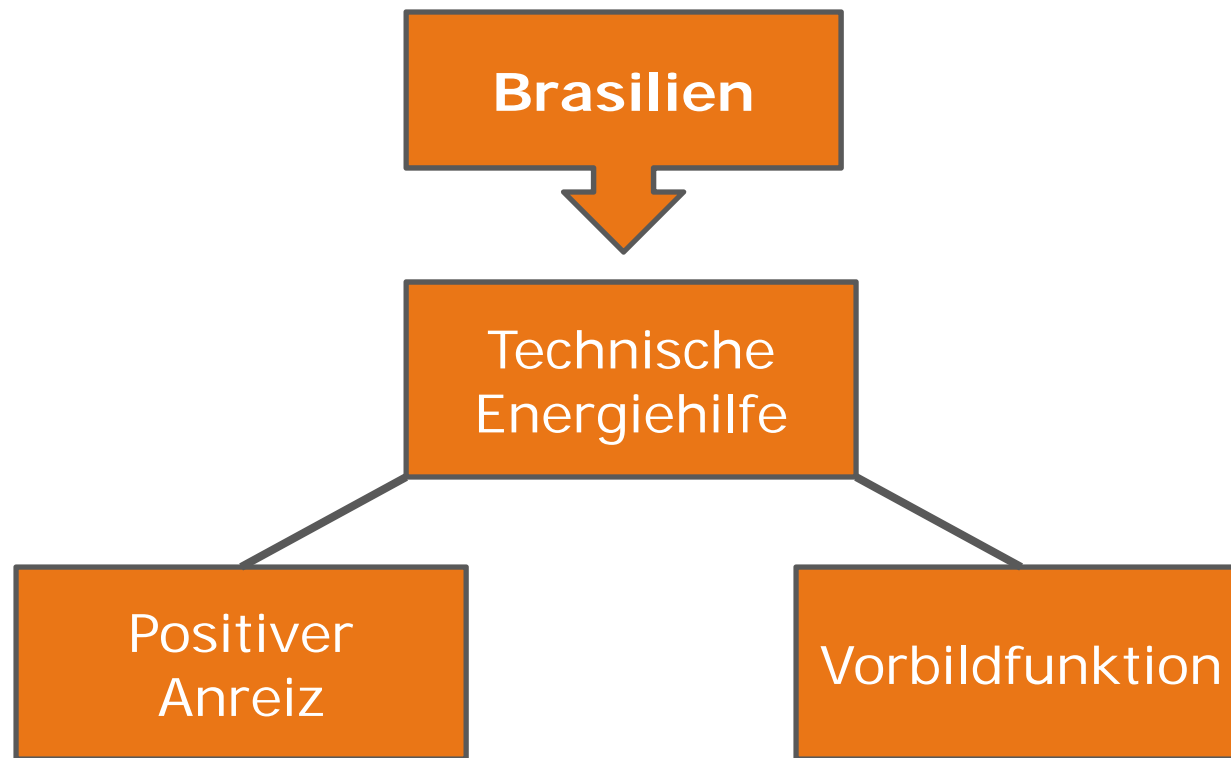 Brasilien
Technische
Energiehilfe
Positiver
Anreiz
Vorbildfunktion